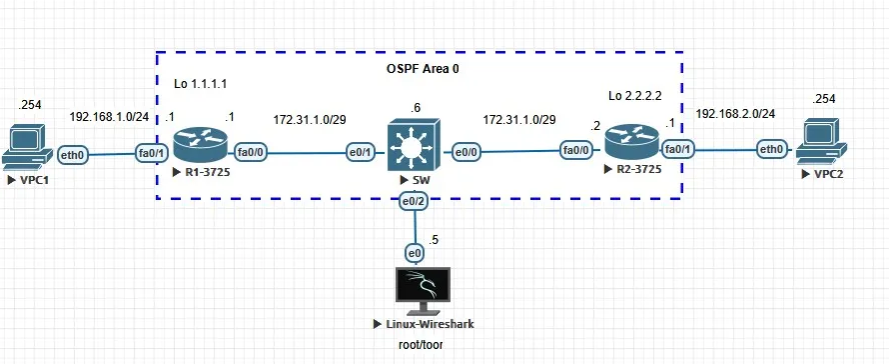 OSPF Area 0
Lo 1.1.1.1
Lo 2.2.2.2
.254
192.168.1.0/24
.1
.1
172.31.1.0/29
.6
172.31.1.0/29
.2
.1
192.168.2.0/24
.254
eth0
fa0/1
fa0/0
e0/1
e0/0
fa0/0
fa0/1
eth0
VPC1
R1-3725
SW
R2-3725
VPC2
e0/2
.5
e0
Linux-Wireshark
root/toor